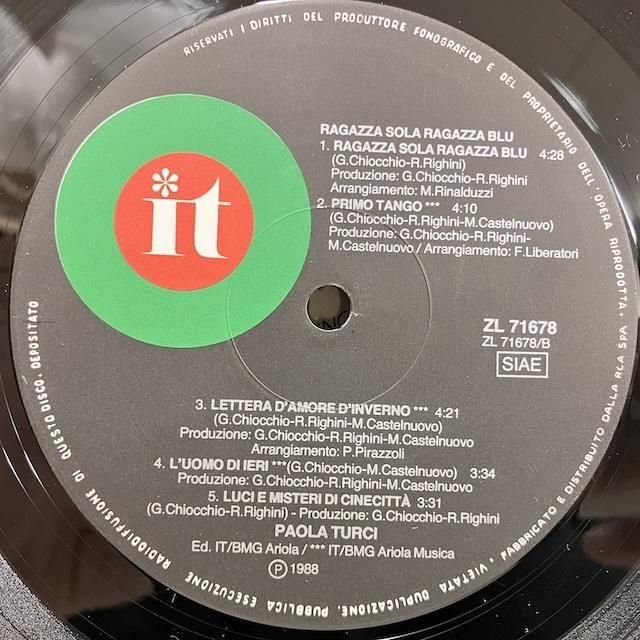 RISERVATI I DIRITTI DEL PRODUTTORE FONOGRAFICO E DEL PROPRIETARIO DELL'OPERA RIPRODOTTA.
it
RAGAZZA SOLA RAGAZZA BLU
1. RAGAZZA SOLA RAGAZZA BLU 4:28
(G.Chiocchio-R.Righini)
Produzione: G.Chiocchio-R.Righini
Arrangiamento: M.Rinalduzzi
2. PRIMO TANGO *** 4:10
(G.Chiocchio-R.Righini-M.Castelnuovo)
Produzione: G.Chiocchio-R.Righini-
M.Castelnuovo / Arrangiamento: F.Liberatori
ZL 71678
ZL 71678/B
SIAE
3. LETTERA D'AMORE D'INVERNO *** 4:21
(G.Chiocchio-R.Righini-M.Castelnuovo)
Produzione: G.Chiocchio-R.Righini-M.Castelnuovo
Arrangiamento: P.Pirazzoli
4. L'UOMO DI IERI ***(G.Chiocchio-M.Castelnuovo) 3:34
Produzione: G.Chiocchio-R.Righini-M.Castelnuovo
5. LUCI E MISTERI DI CINECITTÀ 3:31
(G.Chiocchio-R.Righini) - Produzione: G.Chiocchio-R.Righini
PAOLA TURCI
Ed. IT/BMG Ariola / *** IT/BMG Ariola Musica
Ⓟ 1988
VIETATA DUPLICAZIONE, PUBBLICA ESECUZIONE RADIODIFFUSIONE DI QUESTO DISCO. DEPOSITATO
• FABBRICATO E DISTRIBUITO DALLA RCA SPA •